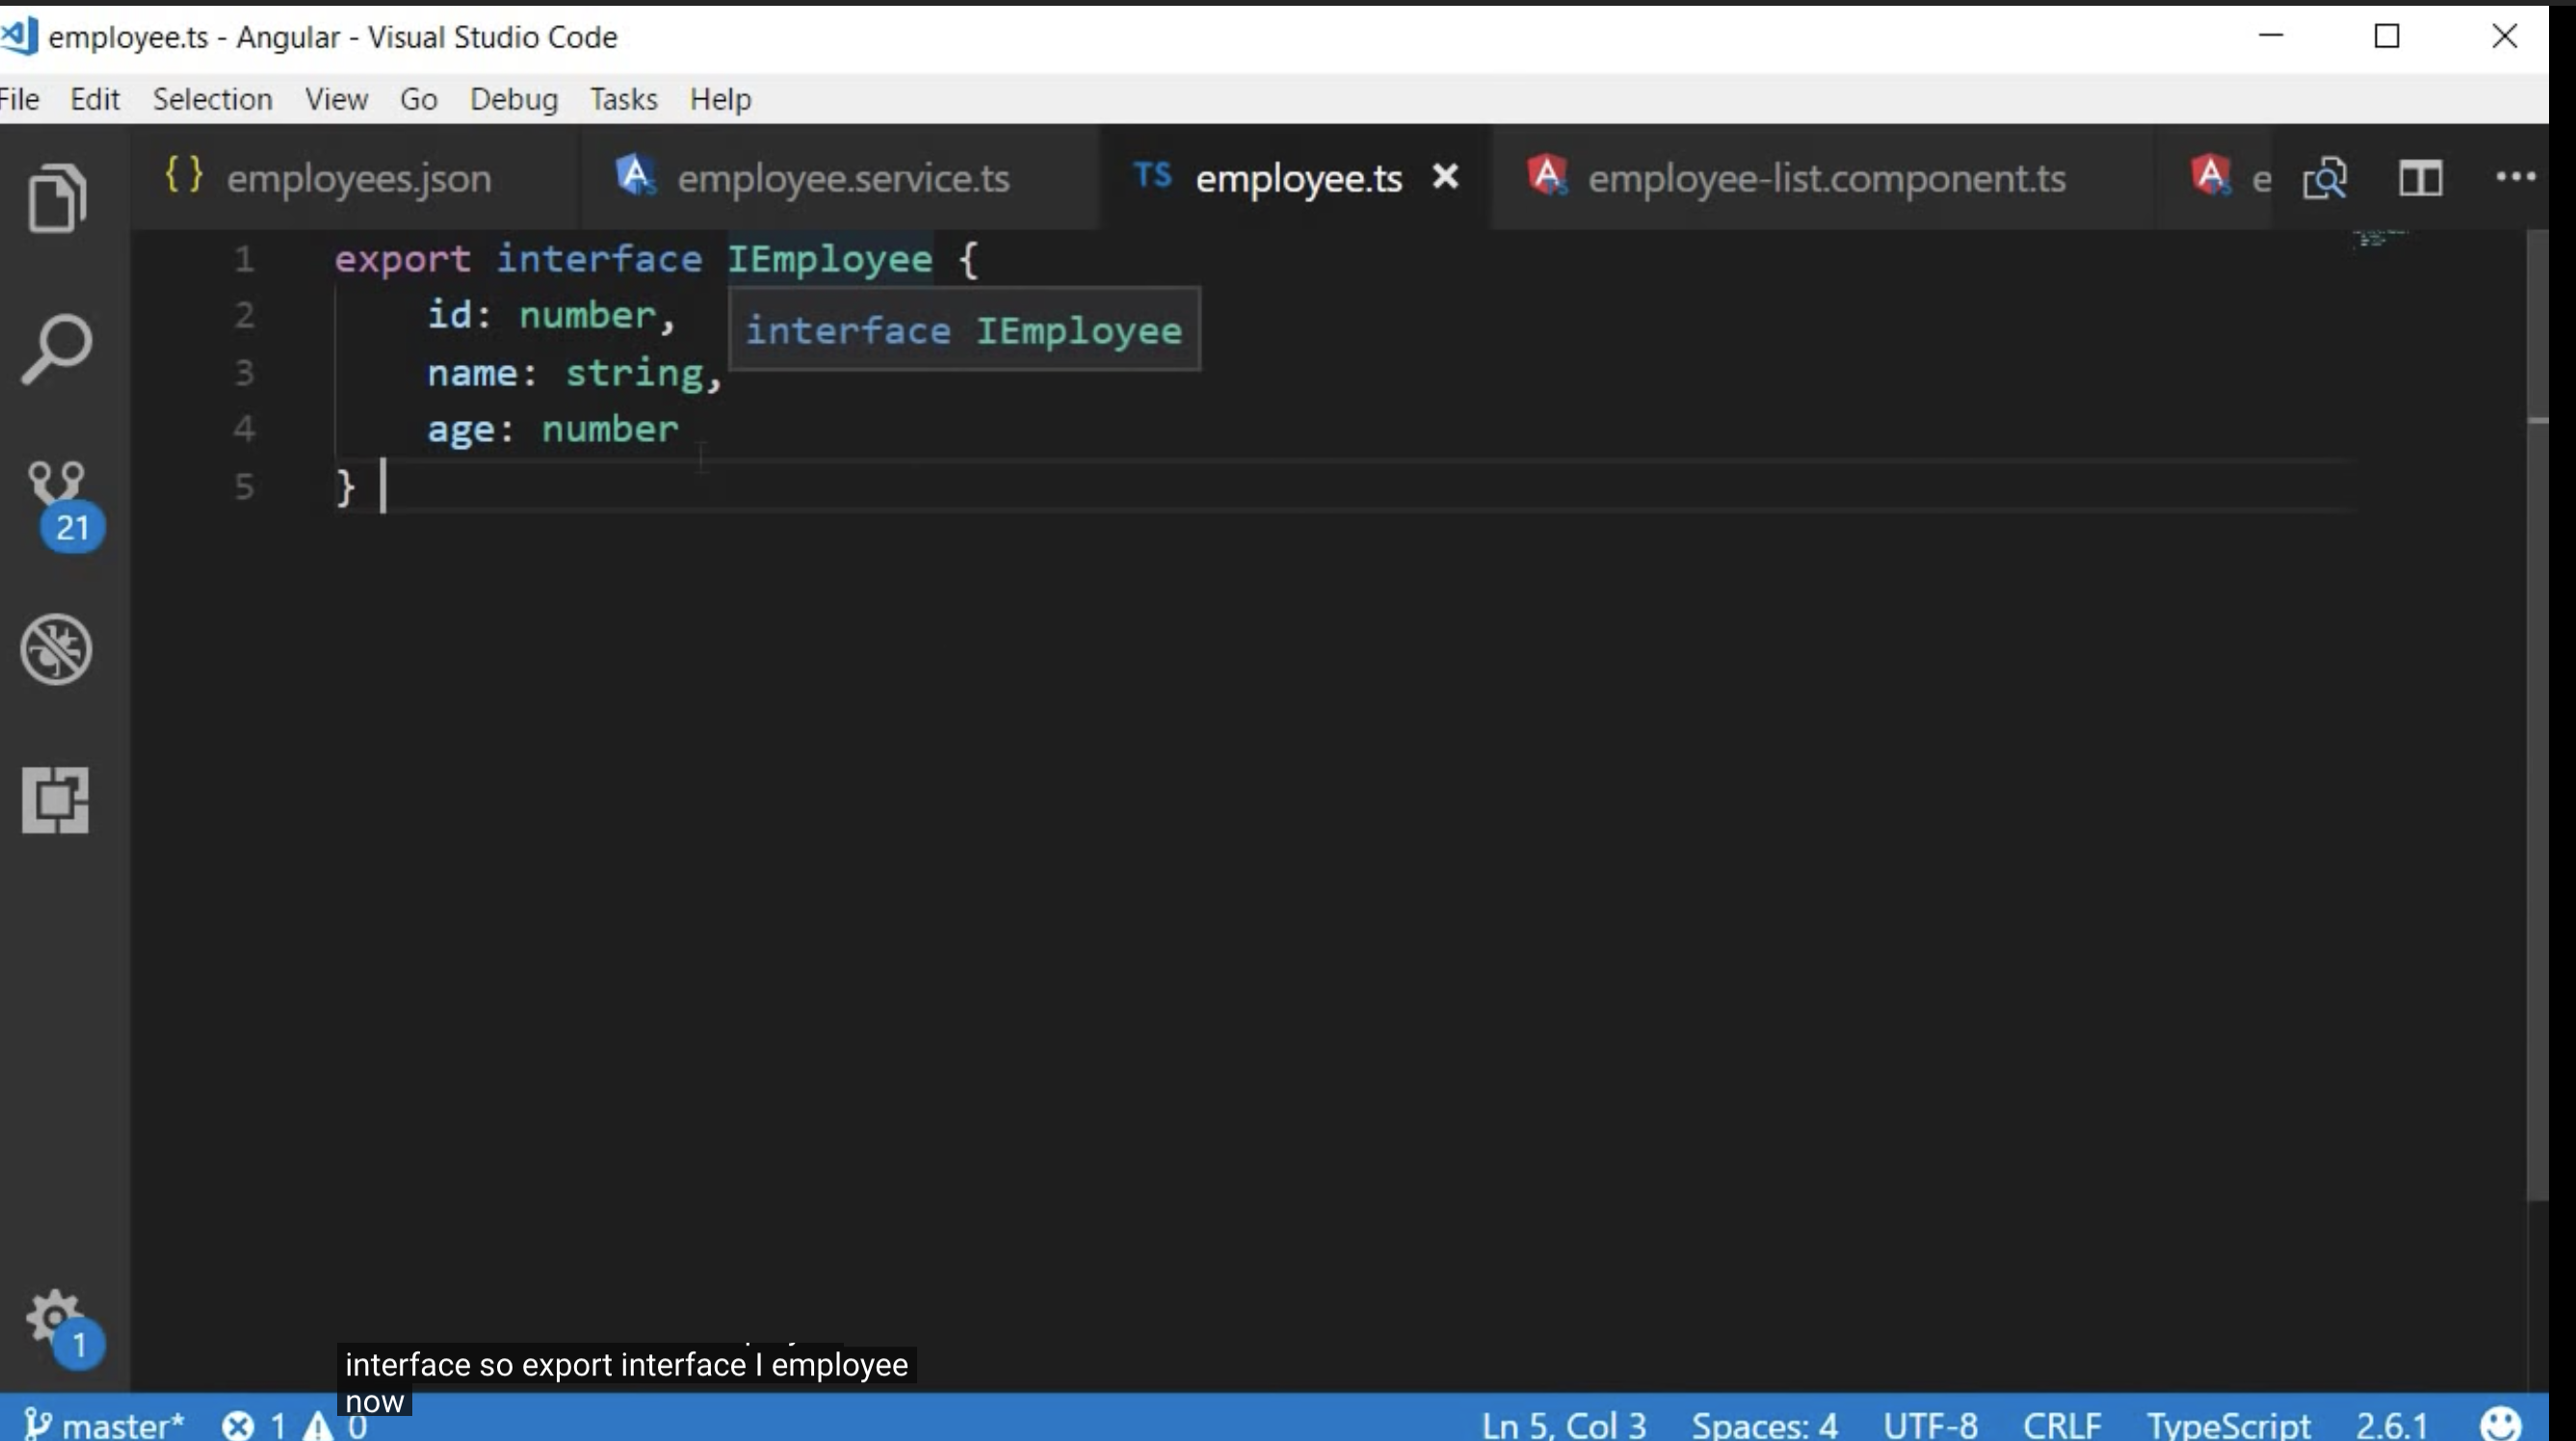 employee.ts - Angular - Visual Studio Code
File Edit Selection View Go Debug Tasks Help
{ } employees.json employee.service.ts TS employee.ts employee-list.component.ts e
1 export interface IEmployee {
2 id: number,
interface IEmployee
3 name: string,
4 age: number
5 }
21
1
interface so export interface I employee
now
master* 1 0 Ln 5, Col 3 Spaces: 4 UTF-8 CRLF TypeScript 2.6.1